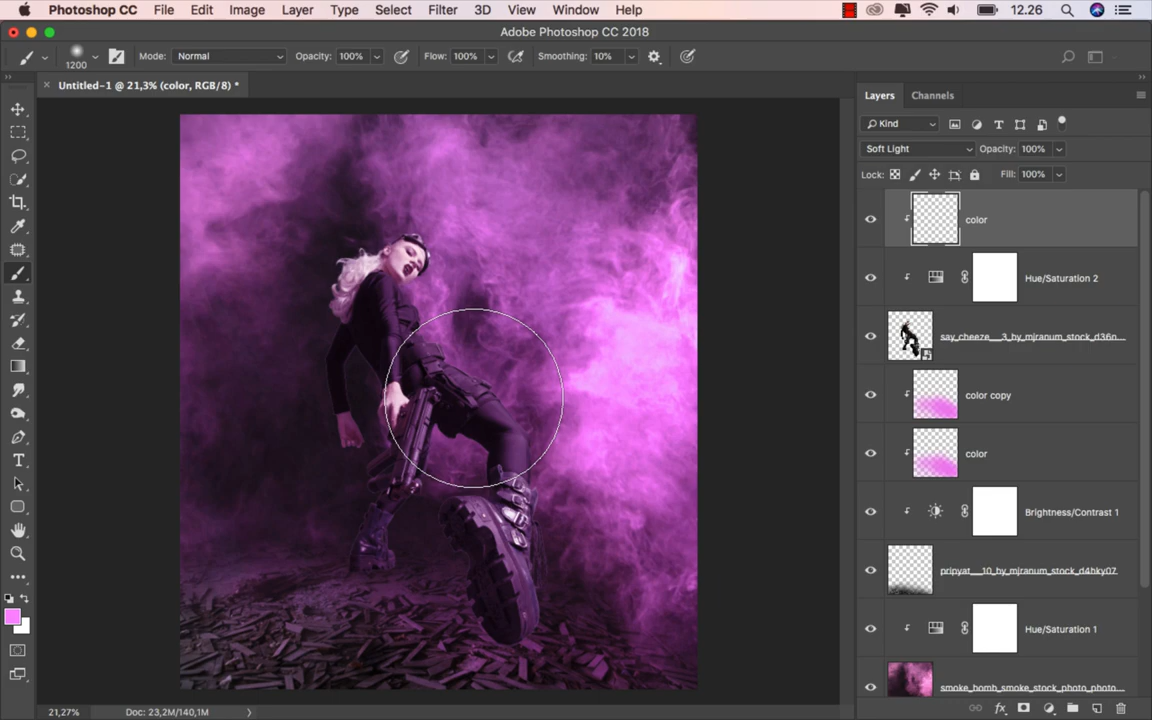 Photoshop CC File Edit Image Layer Type Select Filter 3D View Window Help 12.26
Adobe Photoshop CC 2018
1200 Mode: Normal Opacity: 100% Flow: 100% Smoothing: 10%
× Untitled-1 @ 21,3% (color, RGB/8) *
Layers Channels
Kind
Soft Light Opacity: 100%
Lock: Fill: 100%
color
Hue/Saturation 2
say_cheeze__3_by_mjranum_stock_d36n...
color copy
color
Brightness/Contrast 1
pripyat__10_by_mjranum_stock_d4hky07
Hue/Saturation 1
smoke_bomb_smoke_stock_photo_photo...
21,27% Doc: 23,2M/140,1M